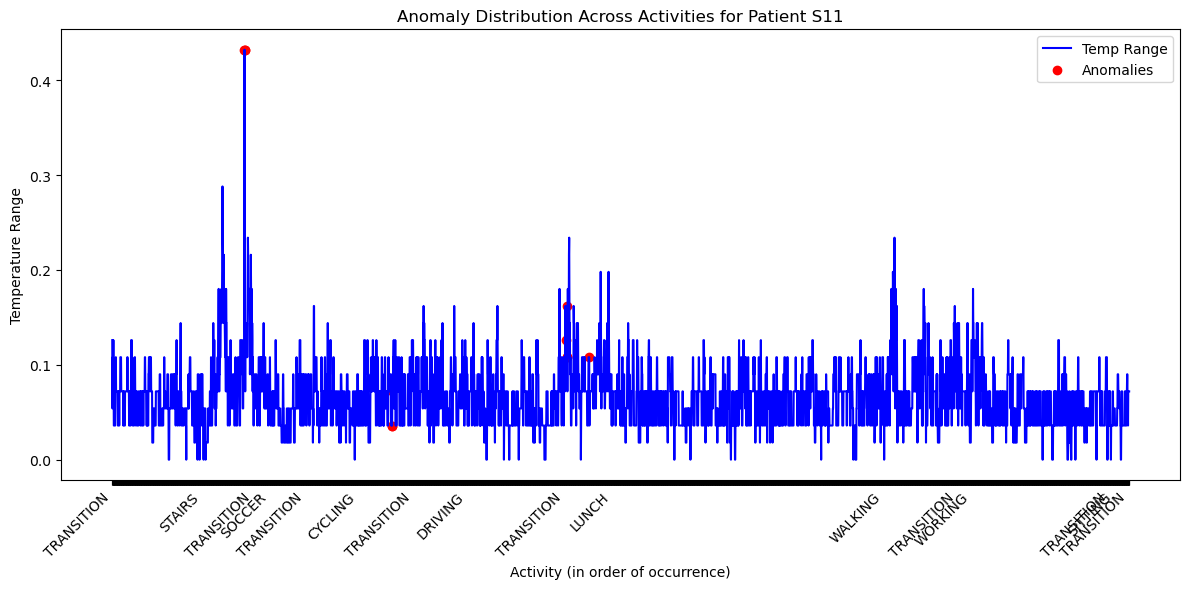 Anomaly Distribution Across Activities for Patient S11
Temp Range
Anomalies
Temperature Range
0.4
0.3
0.2
0.1
0.0
TRANSITION
STAIRS
TRANSITION
SOCCER
TRANSITION
CYCLING
TRANSITION
DRIVING
TRANSITION
LUNCH
WALKING
TRANSITION
WORKING
TRANSITION
TRANSITION
Activity (in order of occurrence)